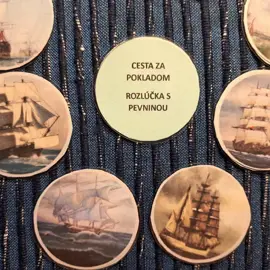 CESTA ZA
POKLADOM
ROZLÚČKA S
PEVNINOU